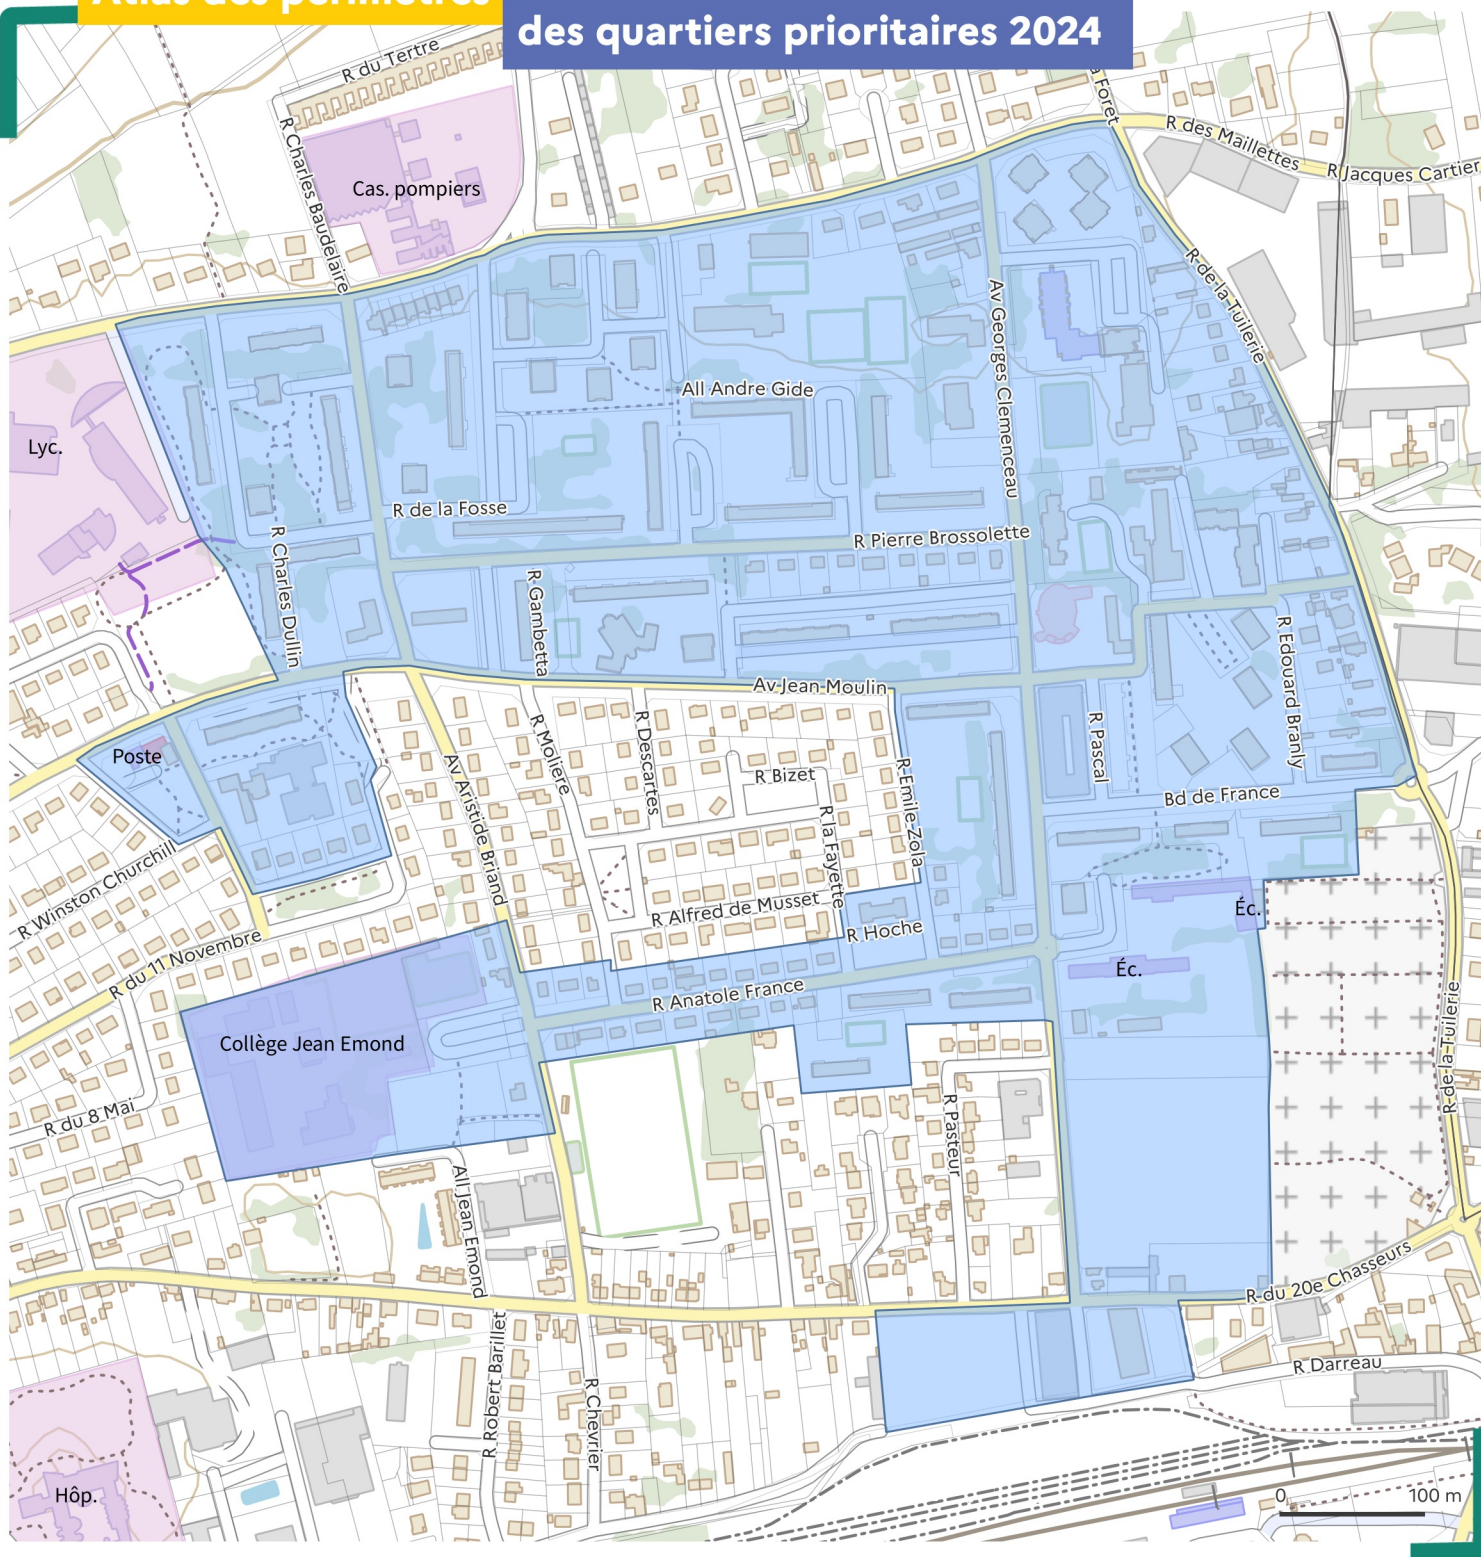 Atlas des périmètres
des quartiers prioritaires 2024
R du Tertre
R des Maillettes
R Jacques Cartier
Cas. pompiers
R Charles Baudelaire
R de la Tuilerie
Av Georges Clemenceau
All Andre Gide
Lyc.
R de la Fosse
R Pierre Brossolette
R Charles Dullin
R Gambetta
R Edouard Branly
Av Jean Moulin
Poste
R Moliere
R Descartes
R Pascal
R Bizet
Av Aristide Briand
R Emile Zola
Bd de France
R la Fayette
R Winston Churchill
R Alfred de Musset
Éc.
R Hoche
R du 11 Novembre
Éc.
R Anatole France
Collège Jean Emond
R de la Tuilerie
R du 8 Mai
R Pasteur
All Jean Emond
R du 20e Chasseurs
R Robert Barillet
R Darreau
R Chevrier
Hôp.
0 100 m